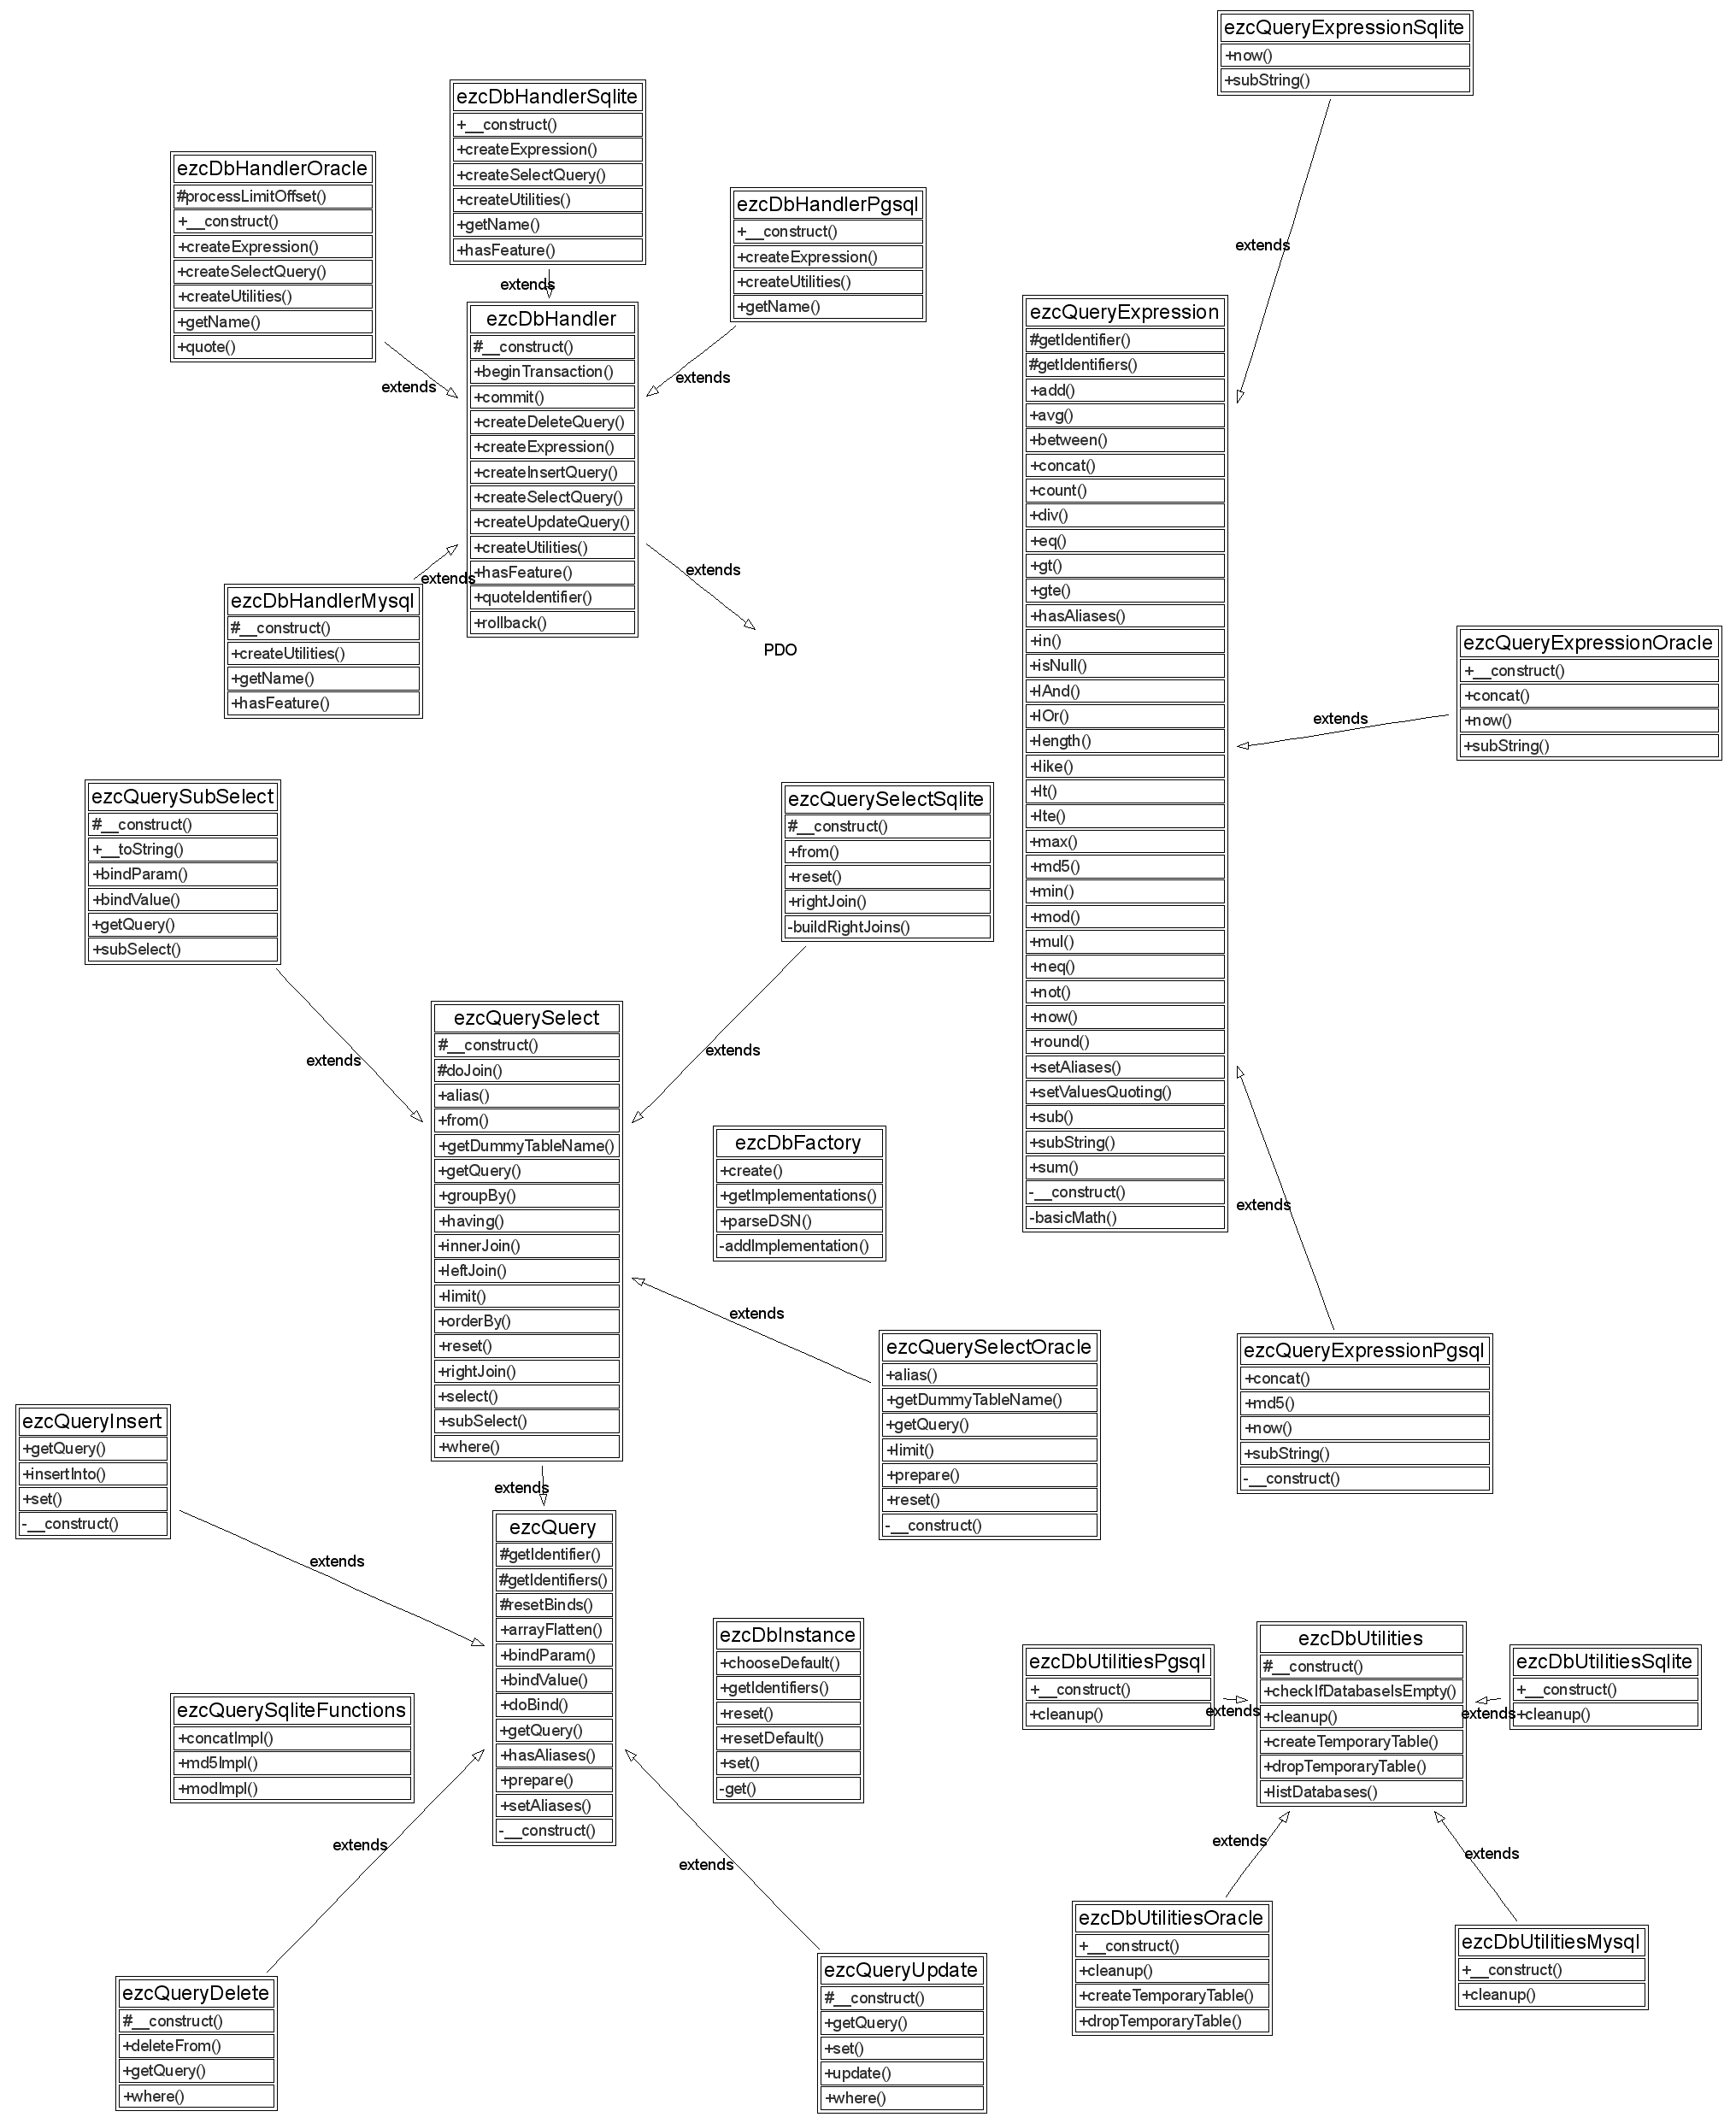 ezcQueryExpressionSqlite
+now()
+subString()
ezcDbHandlerSqlite
+__construct()
+createExpression()
+createSelectQuery()
+createUtilities()
+getName()
+hasFeature()
extends
ezcDbHandlerOracle
#processLimitOffset()
+__construct()
+createExpression()
+createSelectQuery()
+createUtilities()
+getName()
+quote()
extends
ezcDbHandlerPgsql
+__construct()
+createExpression()
+createUtilities()
+getName()
extends
extends
ezcDbHandler
#__construct()
+beginTransaction()
+commit()
+createDeleteQuery()
+createExpression()
+createInsertQuery()
+createSelectQuery()
+createUpdateQuery()
+createUtilities()
+hasFeature()
+quoteIdentifier()
+rollback()
extends
PDO
extends
ezcDbHandlerMysql
#__construct()
+createUtilities()
+getName()
+hasFeature()
ezcQueryExpression
#getIdentifier()
#getIdentifiers()
+add()
+avg()
+between()
+concat()
+count()
+div()
+eq()
+gt()
+gte()
+hasAliases()
+in()
+isNull()
+lAnd()
+lOr()
+length()
+like()
+lt()
+lte()
+max()
+md5()
+min()
+mod()
+mul()
+neq()
+not()
+now()
+round()
+setAliases()
+setValuesQuoting()
+sub()
+subString()
+sum()
-__construct()
-basicMath()
ezcQueryExpressionOracle
+__construct()
+concat()
+now()
+subString()
extends
ezcQuerySubSelect
#__construct()
+__toString()
+bindParam()
+bindValue()
+getQuery()
+subSelect()
extends
ezcQuerySelectSqlite
#__construct()
+from()
+reset()
+rightJoin()
-buildRightJoins()
extends
ezcQuerySelect
#__construct()
#doJoin()
+alias()
+from()
+getDummyTableName()
+getQuery()
+groupBy()
+having()
+innerJoin()
+leftJoin()
+limit()
+orderBy()
+reset()
+rightJoin()
+select()
+subSelect()
+where()
extends
ezcDbFactory
+create()
+getImplementations()
+parseDSN()
-addImplementation()
extends
extends
ezcQuerySelectOracle
+alias()
+getDummyTableName()
+getQuery()
+limit()
+prepare()
+reset()
-__construct()
ezcQueryExpressionPgsql
+concat()
+md5()
+now()
+subString()
-__construct()
ezcQueryInsert
+getQuery()
+insertInto()
+set()
-__construct()
extends
ezcQuery
#getIdentifier()
#getIdentifiers()
#resetBinds()
+arrayFlatten()
+bindParam()
+bindValue()
+doBind()
+getQuery()
+hasAliases()
+prepare()
+setAliases()
-__construct()
ezcDbInstance
+chooseDefault()
+getIdentifiers()
+reset()
+resetDefault()
+set()
-get()
ezcQuerySqliteFunctions
+concatImpl()
+md5Impl()
+modImpl()
ezcDbUtilitiesPgsql
+__construct()
+cleanup()
extends
ezcDbUtilities
#__construct()
+checkIfDatabaseIsEmpty()
+cleanup()
+createTemporaryTable()
+dropTemporaryTable()
+listDatabases()
extends
ezcDbUtilitiesSqlite
+__construct()
+cleanup()
extends
extends
extends
extends
ezcDbUtilitiesOracle
+__construct()
+cleanup()
+createTemporaryTable()
+dropTemporaryTable()
ezcDbUtilitiesMysql
+__construct()
+cleanup()
ezcQueryDelete
#__construct()
+deleteFrom()
+getQuery()
+where()
ezcQueryUpdate
#__construct()
+getQuery()
+set()
+update()
+where()